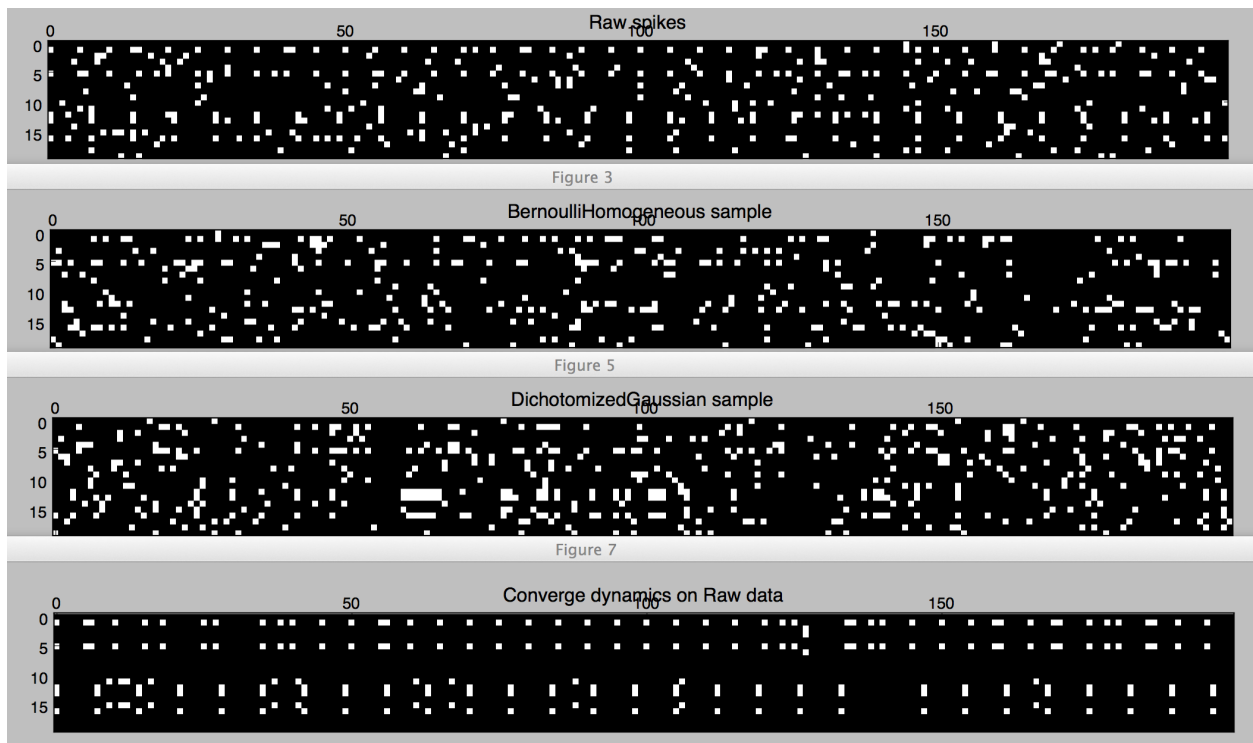 Raw spikes
0 50 100 150
0
5
10
15
Figure 3
BernoulliHomogeneous sample
0 50 100 150
0
5
10
15
Figure 5
DichotomizedGaussian sample
0 50 100 150
0
5
10
15
Figure 7
Converge dynamics on Raw data
0 50 100 150
0
5
10
15